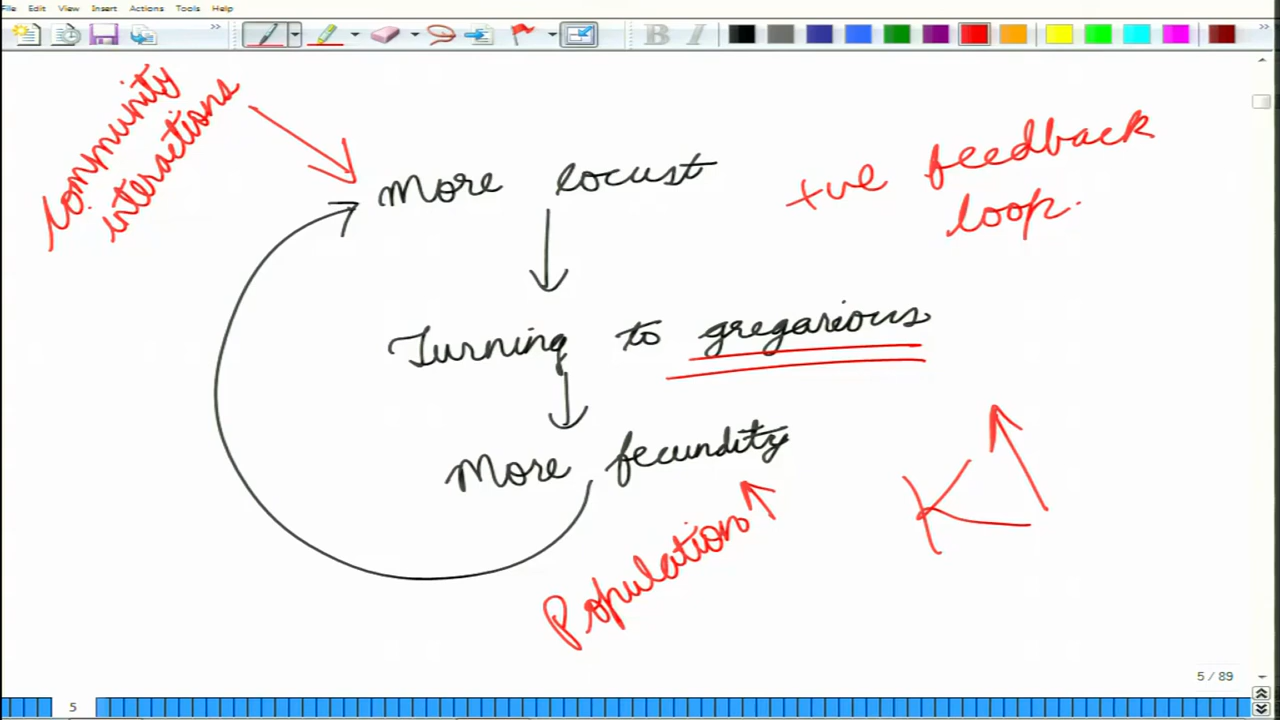 File Edit View Insert Actions Tools Help
B I
Community
interactions
More locust
+ve feedback
loop.
Turning to gregarious
More fecundity
Population ↑
K ↑
5 / 89
5